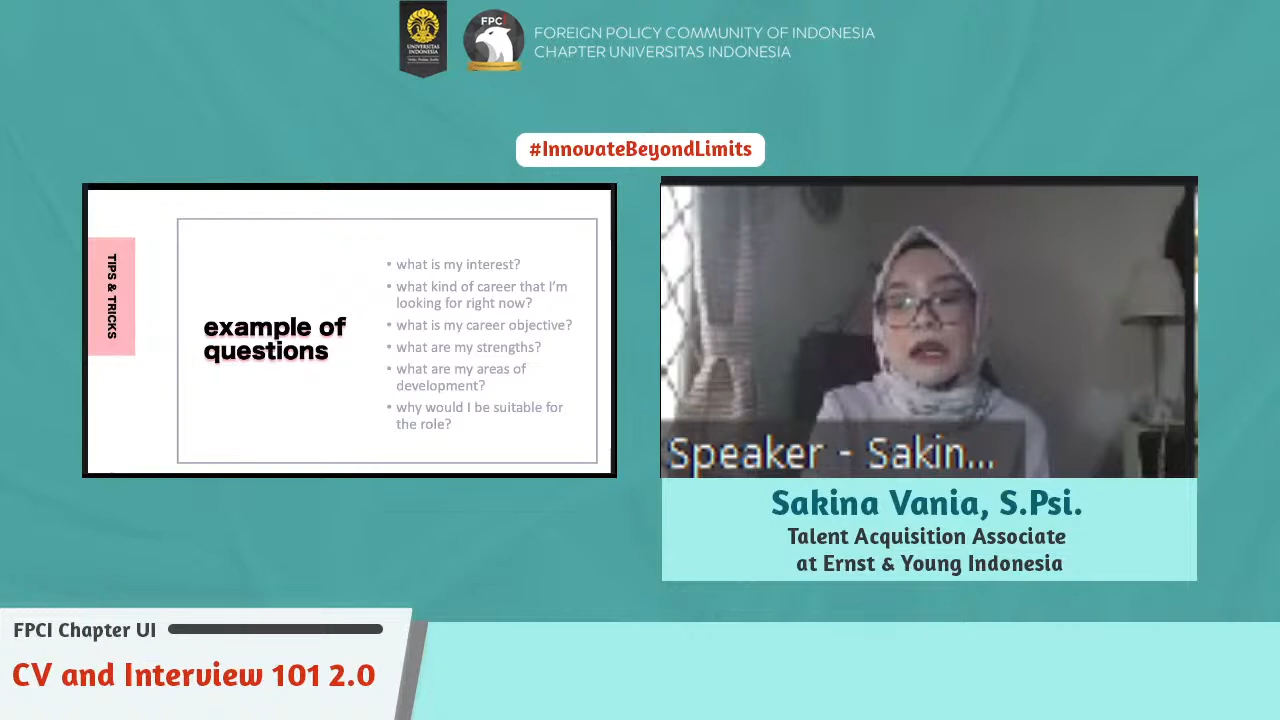 UNIVERSITAS
INDONESIA
FPCI
FOREIGN POLICY COMMUNITY OF INDONESIA
CHAPTER UNIVERSITAS INDONESIA
#InnovateBeyondLimits
TIPS & TRICKS
example of
questions
• what is my interest?
• what kind of career that I'm
looking for right now?
• what is my career objective?
• what are my strengths?
• what are my areas of
development?
• why would I be suitable for
the role?
Speaker - Sakin...
Sakina Vania, S.Psi.
Talent Acquisition Associate
at Ernst & Young Indonesia
FPCI Chapter UI
CV and Interview 101 2.0